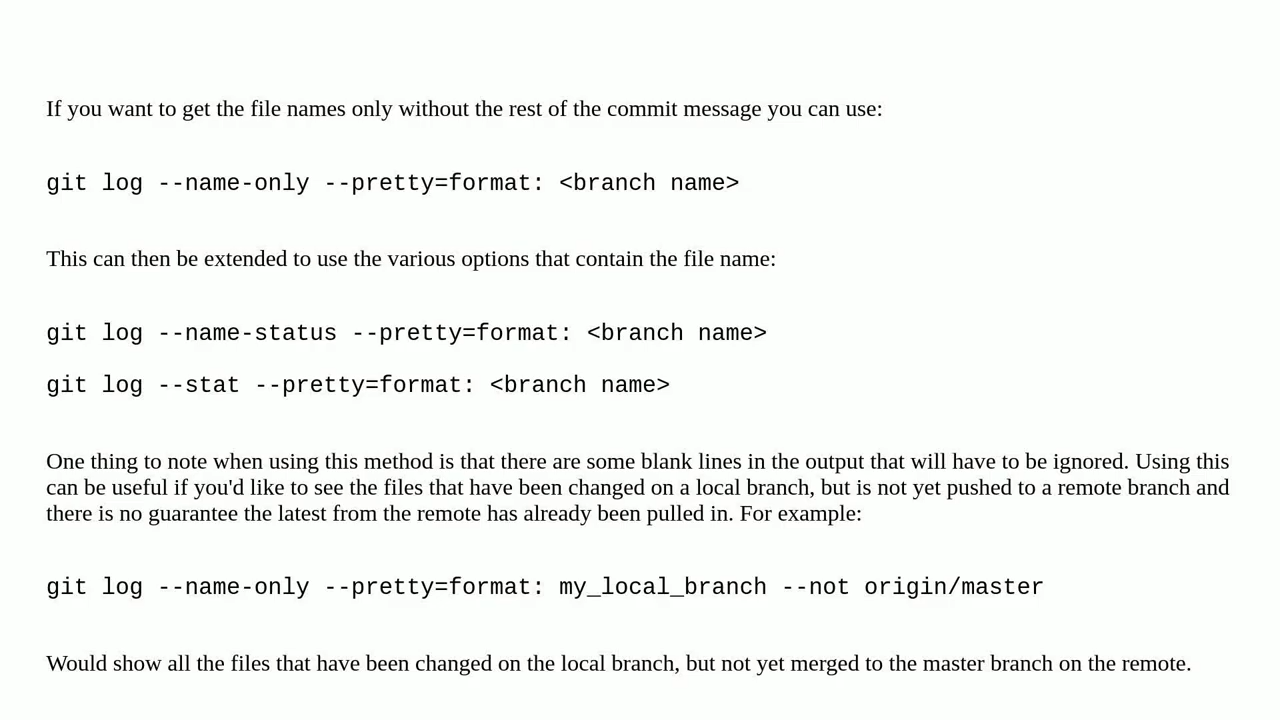 If you want to get the file names only without the rest of the commit message you can use:
git log --name-only --pretty=format: <branch name>
This can then be extended to use the various options that contain the file name:
git log --name-status --pretty=format: <branch name>
git log --stat --pretty=format: <branch name>
One thing to note when using this method is that there are some blank lines in the output that will have to be ignored. Using this
can be useful if you'd like to see the files that have been changed on a local branch, but is not yet pushed to a remote branch and
there is no guarantee the latest from the remote has already been pulled in. For example:
git log --name-only --pretty=format: my_local_branch --not origin/master
Would show all the files that have been changed on the local branch, but not yet merged to the master branch on the remote.